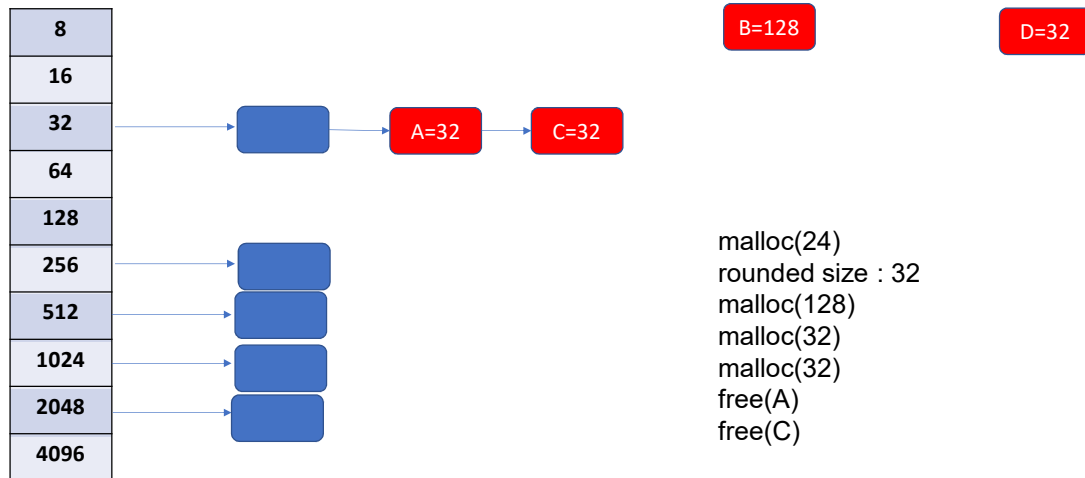 8
16
32
64
128
256
512
1024
2048
4096
A=32
C=32
B=128
D=32
malloc(24)
rounded size : 32
malloc(128)
malloc(32)
malloc(32)
free(A)
free(C)